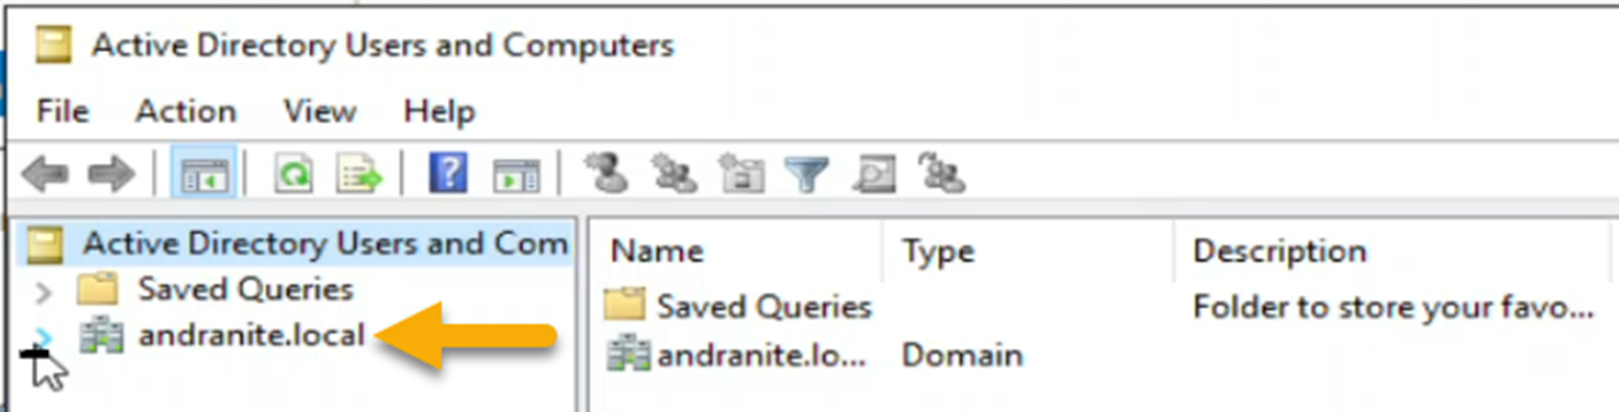 Active Directory Users and Computers
File Action View Help
Active Directory Users and Com
Saved Queries
andranite.local
Name Type Description
Saved Queries Folder to store your favo...
andranite.lo... Domain